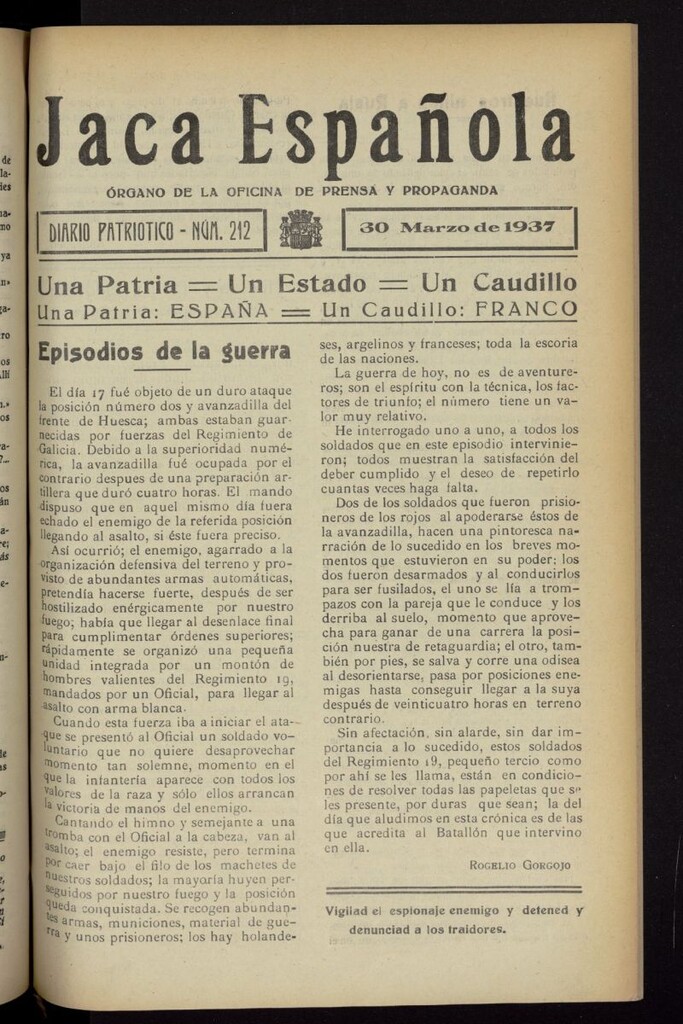 Jaca Española
ÓRGANO DE LA OFICINA DE PRENSA Y PROPAGANDA
DIARIO PATRIOTICO - NÚM. 212
30 Marzo de 1937
Una Patria = Un Estado = Un Caudillo
Una Patria: ESPAÑA = Un Caudillo: FRANCO
Episodios de la guerra
El día 17 fué objeto de un duro ataque
la posición número dos y avanzadilla del
frente de Huesca; ambas estaban guar-
necidas por fuerzas del Regimiento de
Galicia. Debido a la superioridad numé-
rica, la avanzadilla fué ocupada por el
contrario despues de una preparación ar-
tillera que duró cuatro horas. El mando
dispuso que en aquel mismo día fuera
echado el enemigo de la referida posición
llegando al asalto, si éste fuera preciso.
Así ocurrió; el enemigo, agarrado a la
organización defensiva del terreno y pro-
visto de abundantes armas automáticas,
pretendía hacerse fuerte, después de ser
hostilizado enérgicamente por nuestro
fuego; había que llegar al desenlace final
para cumplimentar órdenes superiores;
rápidamente se organizó una pequeña
unidad integrada por un montón de
hombres valientes del Regimiento 19,
mandados por un Oficial, para llegar al
asalto con arma blanca.
Cuando esta fuerza iba a iniciar el ata-
que se presentó al Oficial un soldado vo-
luntario que no quiere desaprovechar
momento tan solemne, momento en el
que la infantería aparece con todos los
valores de la raza y sólo ellos arrancan
la victoria de manos del enemigo.
Cantando el himno y semejante a una
tromba con el Oficial a la cabeza, van al
asalto; el enemigo resiste, pero termina
por caer bajo el filo de los machetes de
nuestros soldados; la mayoría huyen per-
seguidos por nuestro fuego y la posición
queda conquistada. Se recogen abundan-
tes armas, municiones, material de gue-
rra y unos prisioneros; los hay holande-
ses, argelinos y franceses; toda la escoria
de las naciones.
La guerra de hoy, no es de aventure-
ros; son el espíritu con la técnica, los fac-
tores de triunfo; el número tiene un va-
lor muy relativo.
He interrogado uno a uno, a todos los
soldados que en este episodio intervinie-
ron; todos muestran la satisfacción del
deber cumplido y el deseo de repetirlo
cuantas veces haga falta.
Dos de los soldados que fueron prisio-
neros de los rojos al apoderarse éstos de
la avanzadilla, hacen una pintoresca na-
rración de lo sucedido en los breves mo-
mentos que estuvieron en su poder; los
dos fueron desarmados y al conducirlos
para ser fusilados, el uno se lía a trom-
pazos con la pareja que le conduce y los
derriba al suelo, momento que aprove-
cha para ganar de una carrera la posi-
ción nuestra de retaguardia; el otro, tam-
bién por pies, se salva y corre una odisea
al desorientarse, pasa por posiciones ene-
migas hasta conseguir llegar a la suya
después de veinticuatro horas en terreno
contrario.
Sin afectación, sin alarde, sin dar im-
portancia a lo sucedido, estos soldados
del Regimiento 19, pequeño tercio como
por ahí se les llama, están en condicio-
nes de resolver todas las papeletas que se
les presente, por duras que sean; la del
día que aludimos en esta crónica es de las
que acredita al Batallón que intervino
en ella.
ROGELIO GORGOJO
Vigilad el espionaje enemigo y detened y
denunciad a los traidores.